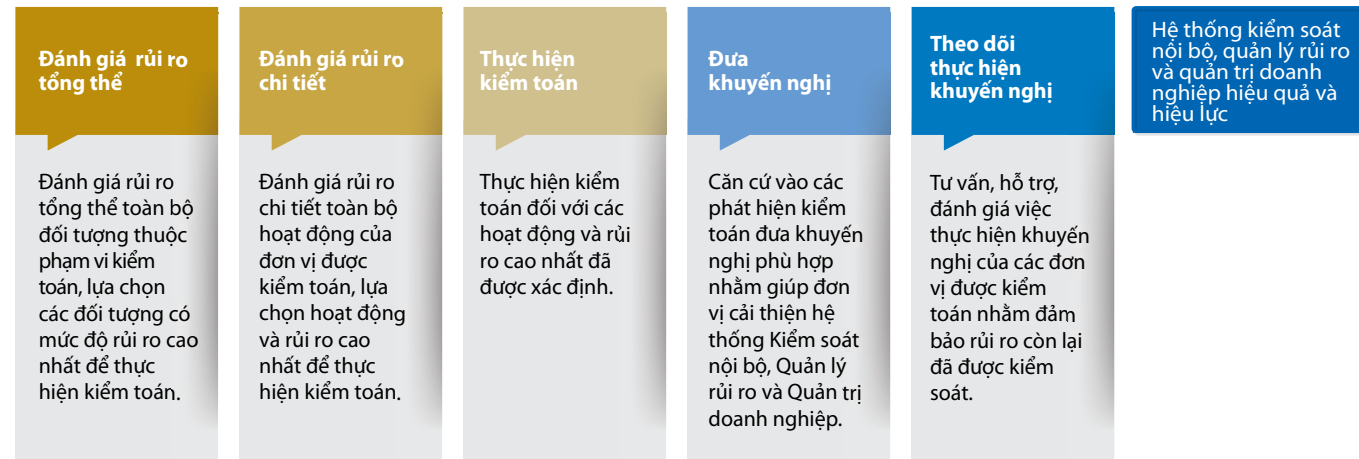 Đánh giá rủi ro
tổng thể
Đánh giá rủi ro
tổng thể toàn bộ
đối tượng thuộc
phạm vi kiểm
toán, lựa chọn
các đối tượng có
mức độ rủi ro cao
nhất để thực
hiện kiểm toán.
Đánh giá rủi ro
chi tiết
Đánh giá rủi ro
chi tiết toàn bộ
hoạt động của
đơn vị được
kiểm toán, lựa
chọn hoạt động
và rủi ro cao
nhất để thực
hiện kiểm toán.
Thực hiện
kiểm toán
Thực hiện kiểm
toán đối với các
hoạt động và rủi
ro cao nhất đã
được xác định.
Đưa
khuyến nghị
Căn cứ vào các
phát hiện kiểm
toán đưa khuyến
nghị phù hợp
nhằm giúp đơn
vị cải thiện hệ
thống Kiểm soát
nội bộ, Quản lý
rủi ro và Quản trị
doanh nghiệp.
Theo dõi
thực hiện
khuyến nghị
Tư vấn, hỗ trợ,
đánh giá việc
thực hiện khuyến
nghị của các đơn
vị được kiểm
toán nhằm đảm
bảo rủi ro còn lại
đã được kiểm
soát.
Hệ thống kiểm soát
nội bộ, quản lý rủi ro
và quản trị doanh
nghiệp hiệu quả và
hiệu lực